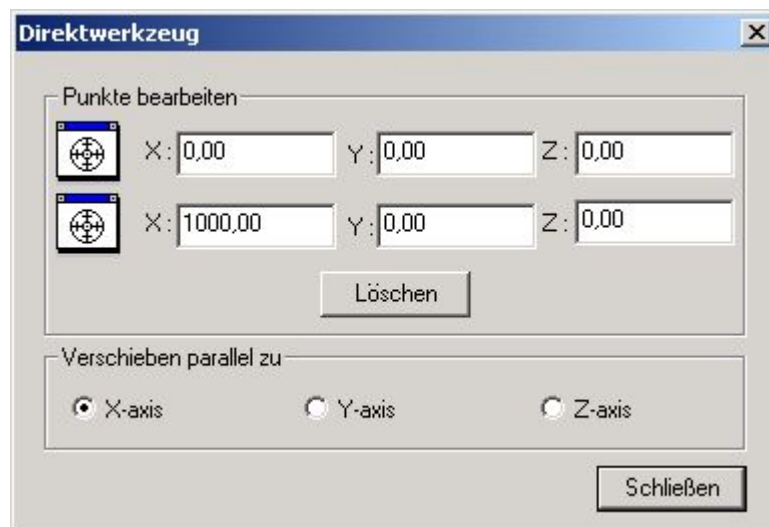 Direktwerkzeug
Punkte bearbeiten
X: 0,00 Y: 0,00 Z: 0,00
X: 1000,00 Y: 0,00 Z: 0,00
Löschen
Verschieben parallel zu
X-axis Y-axis Z-axis
Schließen